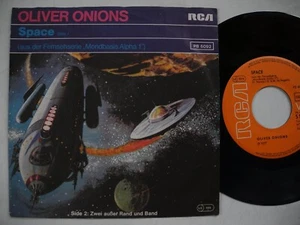 OLIVER ONIONS
RCA
Space
(aus der Fernsehserie „Mondbasis Alpha 1")
Side 2: Zwei außer Rand und Band
RCA
SPACE
OLIVER ONIONS